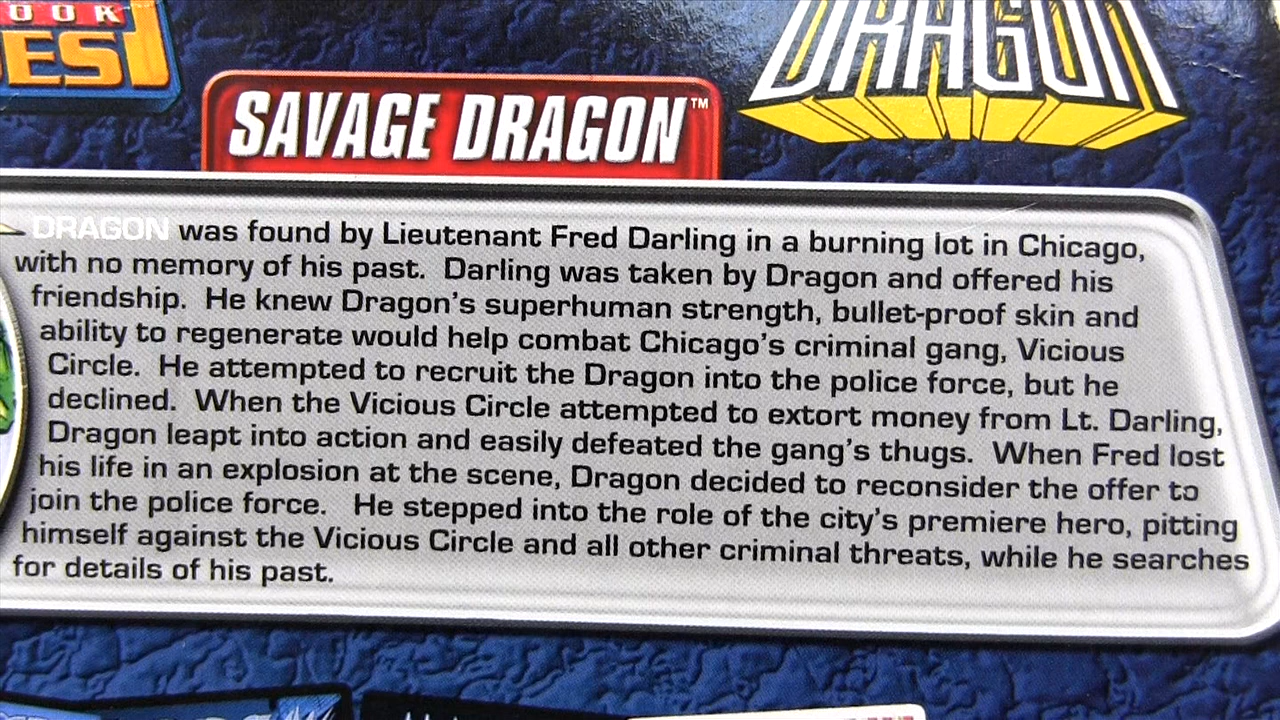 OOK
DRAGON
EST
SAVAGE DRAGON™
DRAGON was found by Lieutenant Fred Darling in a burning lot in Chicago,
with no memory of his past. Darling was taken by Dragon and offered his
friendship. He knew Dragon's superhuman strength, bullet-proof skin and
ability to regenerate would help combat Chicago's criminal gang, Vicious
Circle. He attempted to recruit the Dragon into the police force, but he
declined. When the Vicious Circle attempted to extort money from Lt. Darling,
Dragon leapt into action and easily defeated the gang's thugs. When Fred lost
his life in an explosion at the scene, Dragon decided to reconsider the offer to
join the police force. He stepped into the role of the city's premiere hero, pitting
himself against the Vicious Circle and all other criminal threats, while he searches
for details of his past.